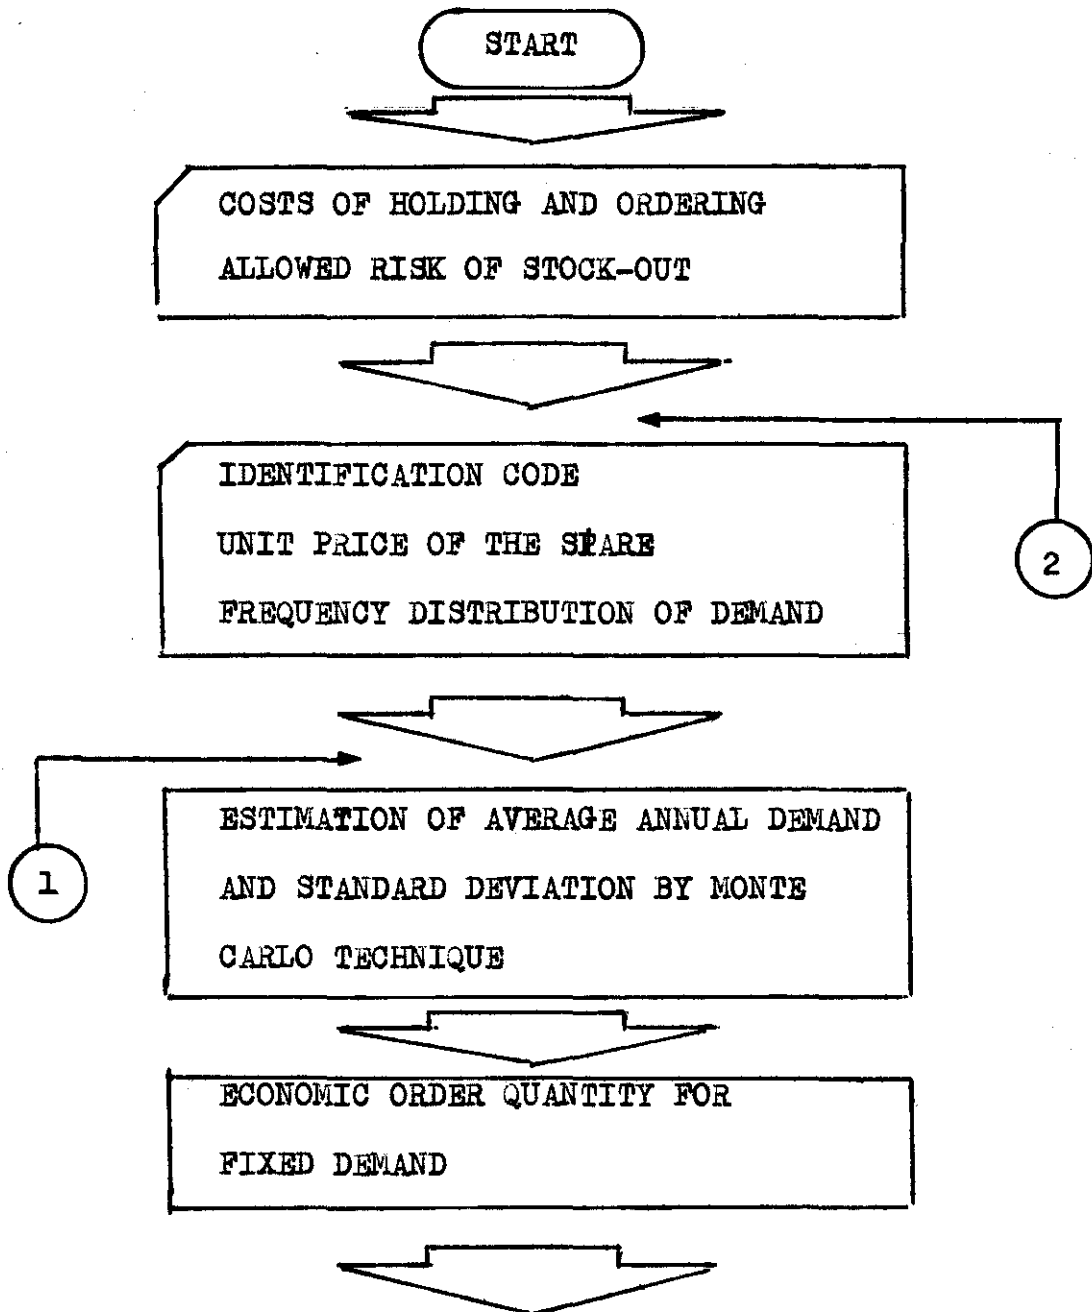 START
COSTS OF HOLDING AND ORDERING
ALLOWED RISK OF STOCK-OUT
IDENTIFICATION CODE
UNIT PRICE OF THE SPARE
FREQUENCY DISTRIBUTION OF DEMAND
2
ESTIMATION OF AVERAGE ANNUAL DEMAND
AND STANDARD DEVIATION BY MONTE
CARLO TECHNIQUE
1
ECONOMIC ORDER QUANTITY FOR
FIXED DEMAND